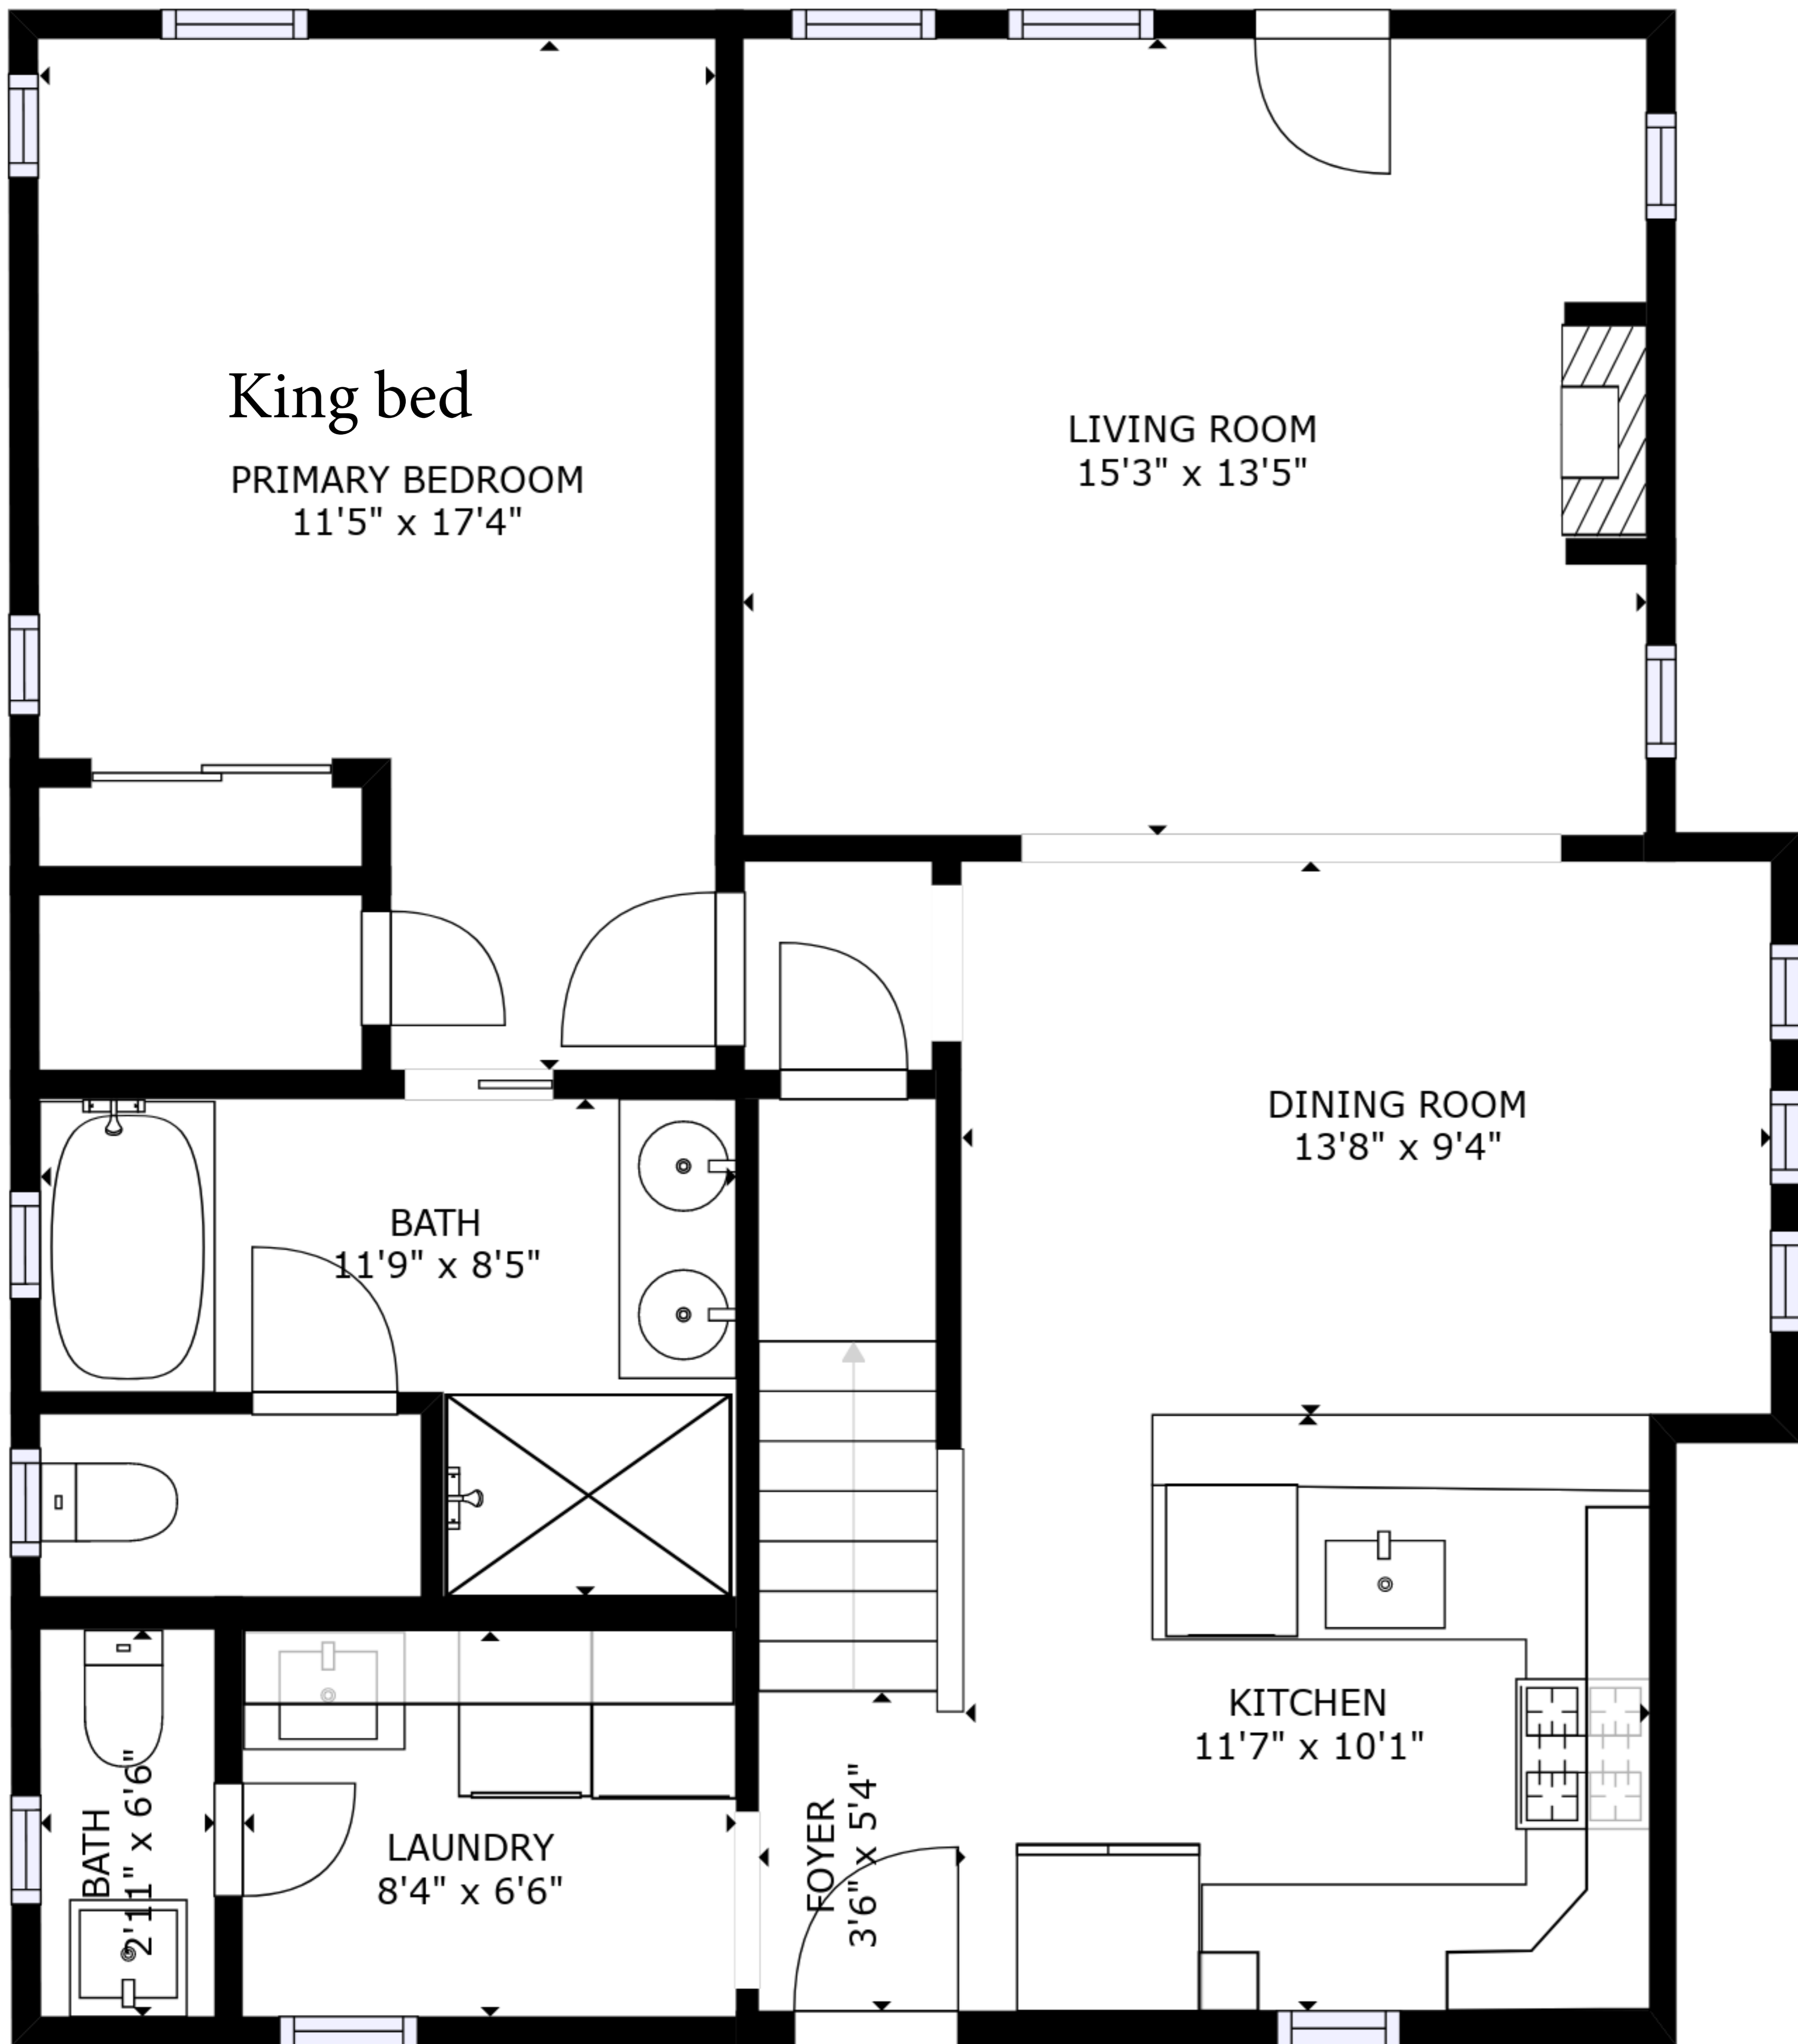 King bed
PRIMARY BEDROOM
11'5" x 17'4"
LIVING ROOM
15'3" x 13'5"
DINING ROOM
13'8" x 9'4"
BATH
11'9" x 8'5"
KITCHEN
11'7" x 10'1"
BATH
2'11" x 6'6"
LAUNDRY
8'4" x 6'6"
FOYER
3'6" x 5'4"